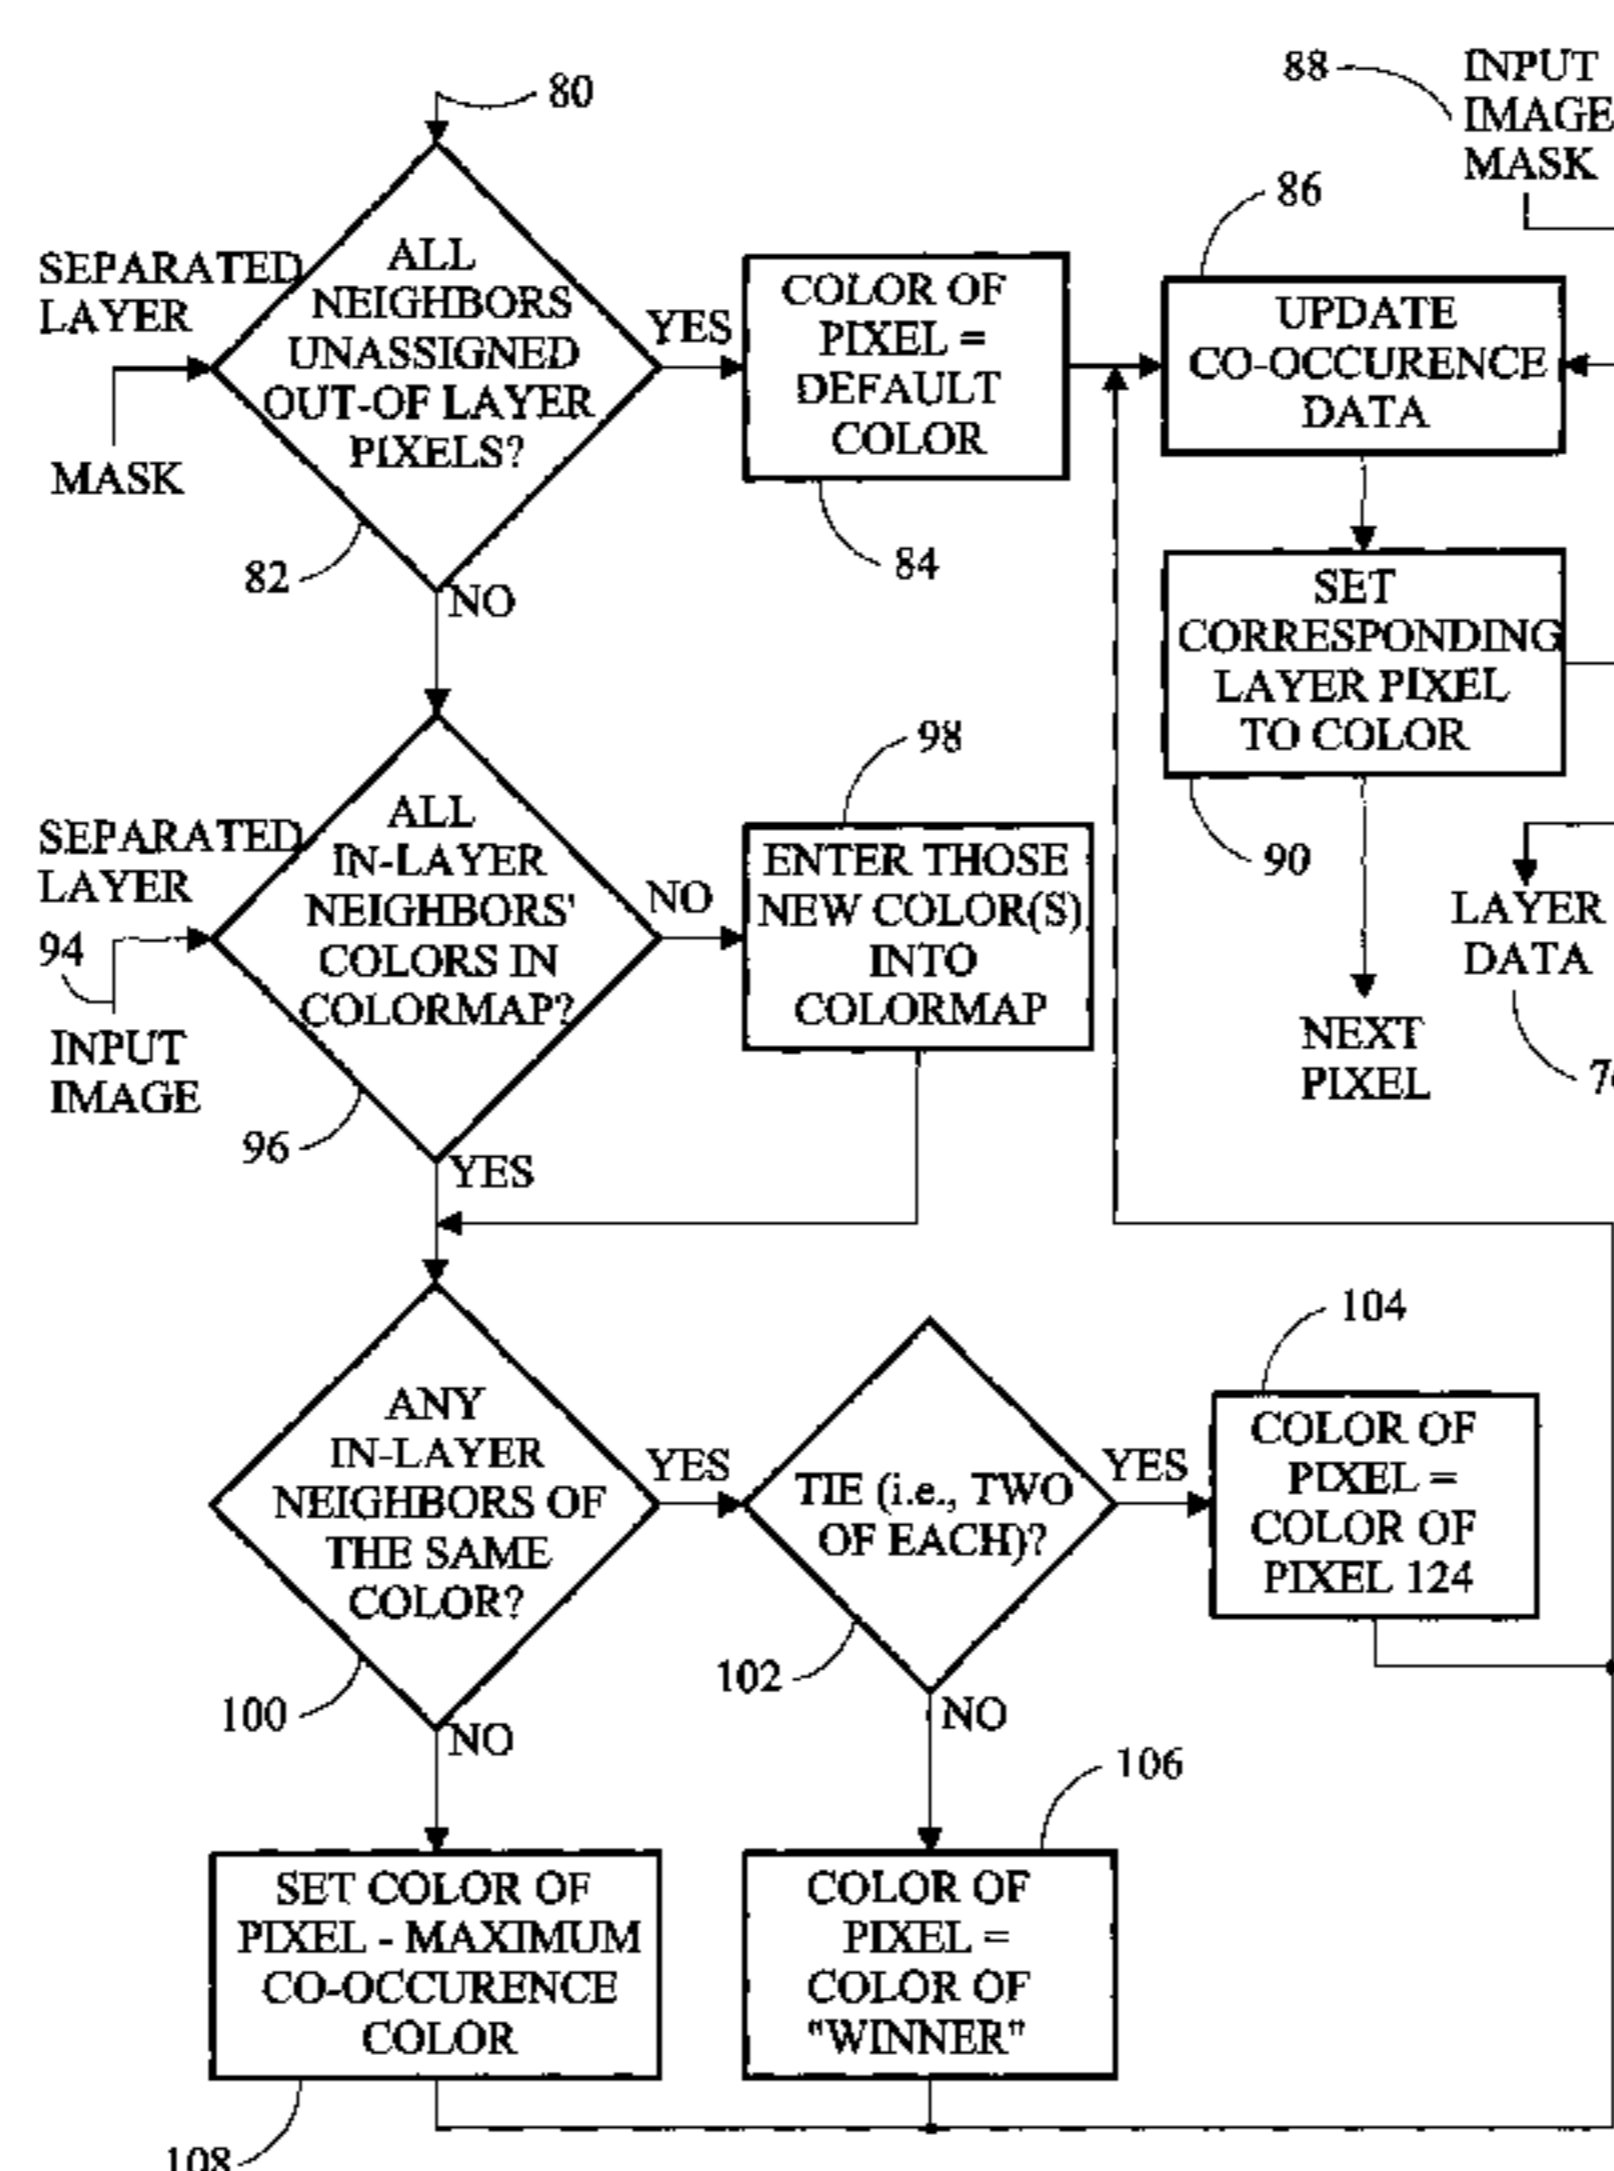 80
88
INPUT
IMAGE
MASK
86
SEPARATED
LAYER
MASK
ALL
NEIGHBORS
UNASSIGNED
OUT-OF LAYER
PIXELS?
82
YES
NO
COLOR OF
PIXEL =
DEFAULT
COLOR
84
UPDATE
CO-OCCURENCE
DATA
SET
CORRESPONDING
LAYER PIXEL
TO COLOR
90
NEXT
PIXEL
LAYER
DATA
SEPARATED
LAYER
94
INPUT
IMAGE
ALL
IN-LAYER
NEIGHBORS'
COLORS IN
COLORMAP?
96
NO
YES
98
ENTER THOSE
NEW COLOR(S)
INTO
COLORMAP
ANY
IN-LAYER
NEIGHBORS OF
THE SAME
COLOR?
100
YES
NO
TIE (i.e., TWO
OF EACH)?
102
YES
NO
104
COLOR OF
PIXEL =
COLOR OF
PIXEL 124
106
SET COLOR OF
PIXEL - MAXIMUM
CO-OCCURENCE
COLOR
108
COLOR OF
PIXEL =
COLOR OF
"WINNER"